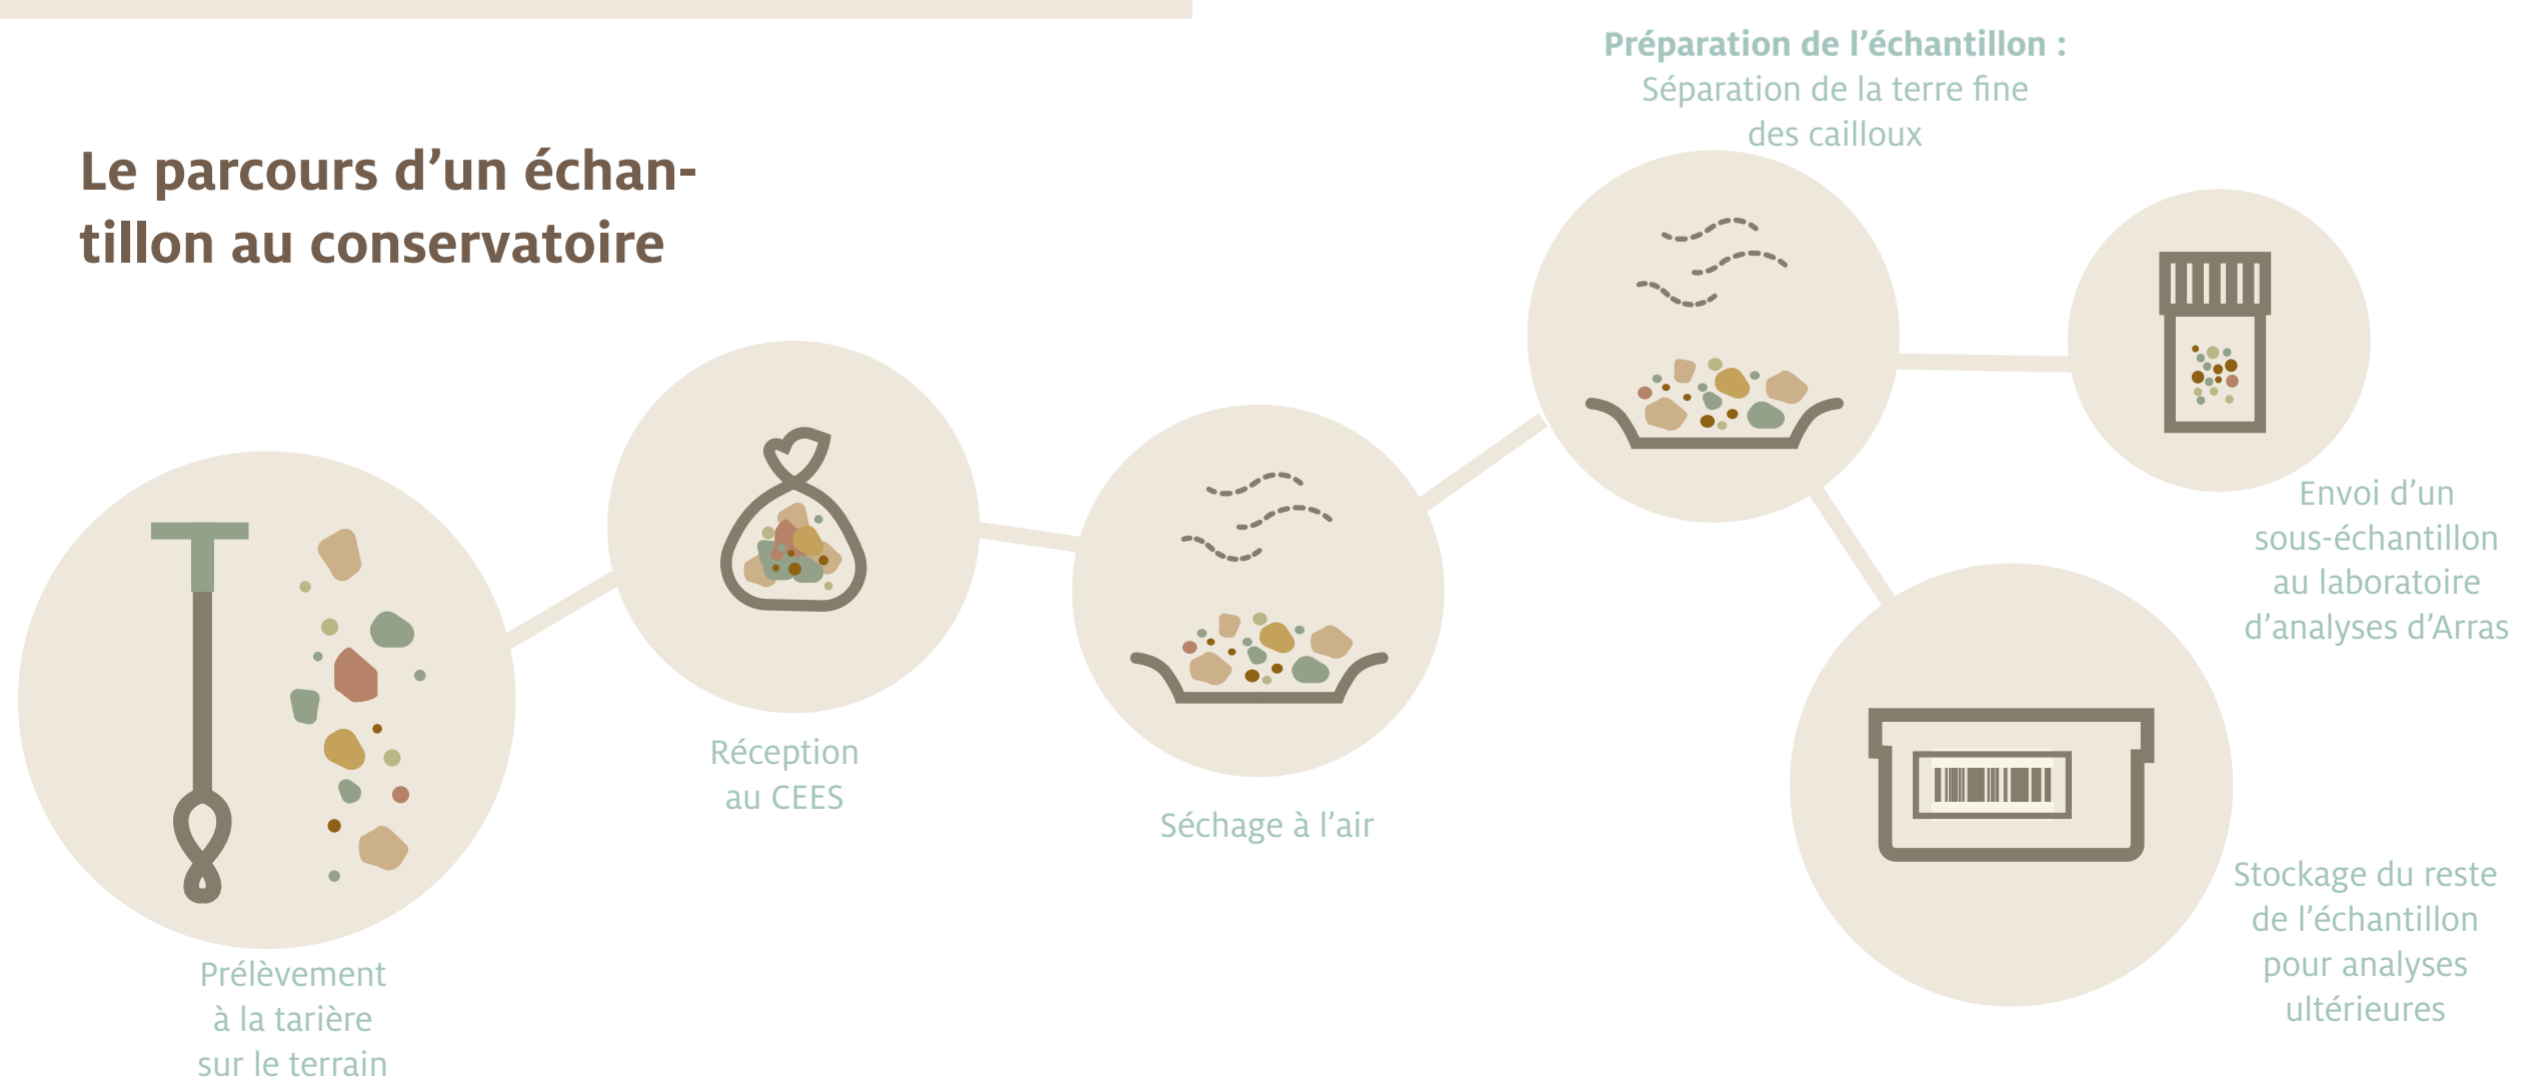 Le parcours d’un échan-
tillon au conservatoire
Prélèvement
à la tarière
sur le terrain
Réception
au CEES
Séchage à l’air
Préparation de l’échantillon :
Séparation de la terre fine
des cailloux
Envoi d’un
sous-échantillon
au laboratoire
d’analyses d’Arras
Stockage du reste
de l’échantillon
pour analyses
ultérieures